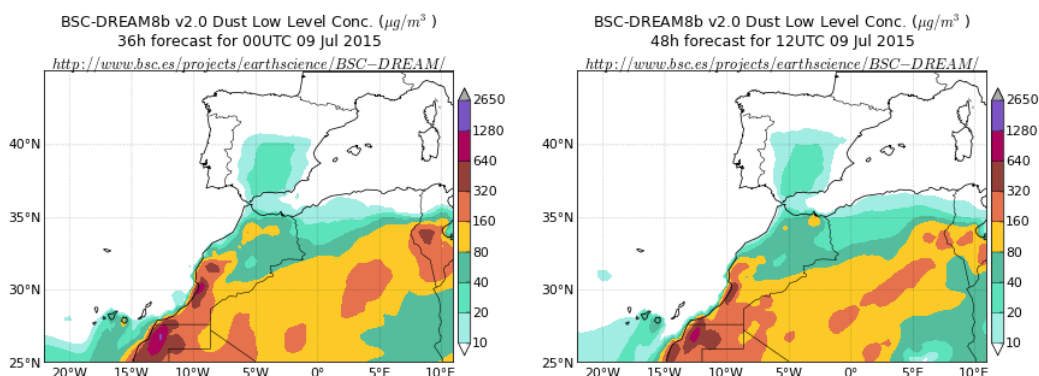 BSC-DREAM8b v2.0 Dust Low Level Conc. (μg/m³ )
36h forecast for 00UTC 09 Jul 2015
http://www.bsc.es/projects/earthscience/BSC−DREAM/
40°N
35°N
30°N
25°N
20°W
15°W
10°W
5°W
0°
5°E
10°E
2650
1280
640
320
160
80
40
20
10
BSC-DREAM8b v2.0 Dust Low Level Conc. (μg/m³ )
48h forecast for 12UTC 09 Jul 2015
http://www.bsc.es/projects/earthscience/BSC−DREAM/
40°N
35°N
30°N
25°N
20°W
15°W
10°W
5°W
0°
5°E
10°E
2650
1280
640
320
160
80
40
20
10